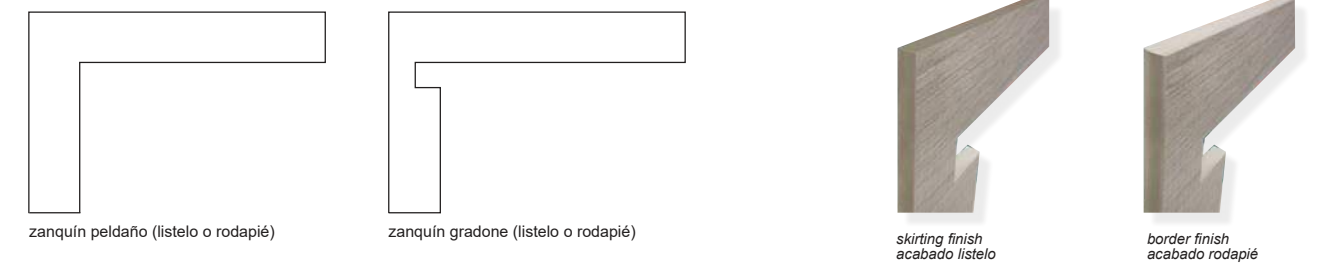 zanquín peldaño (listelo o rodapié)
zanquín gradone (listelo o rodapié)
skirting finish
acabado listelo
border finish
acabado rodapié